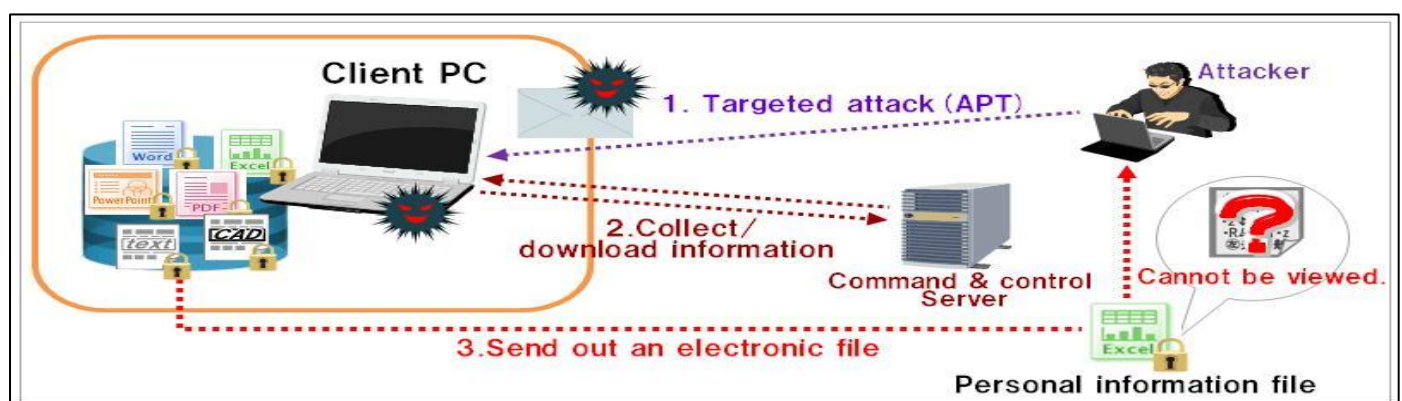 Client PC
Attacker
1. Targeted attack (APT)
Word
Excel
PowerPoint
PDF
text
CAD
2.Collect/
download information
Command & control
Server
Cannot be viewed.
Excel
3.Send out an electronic file
Personal information file